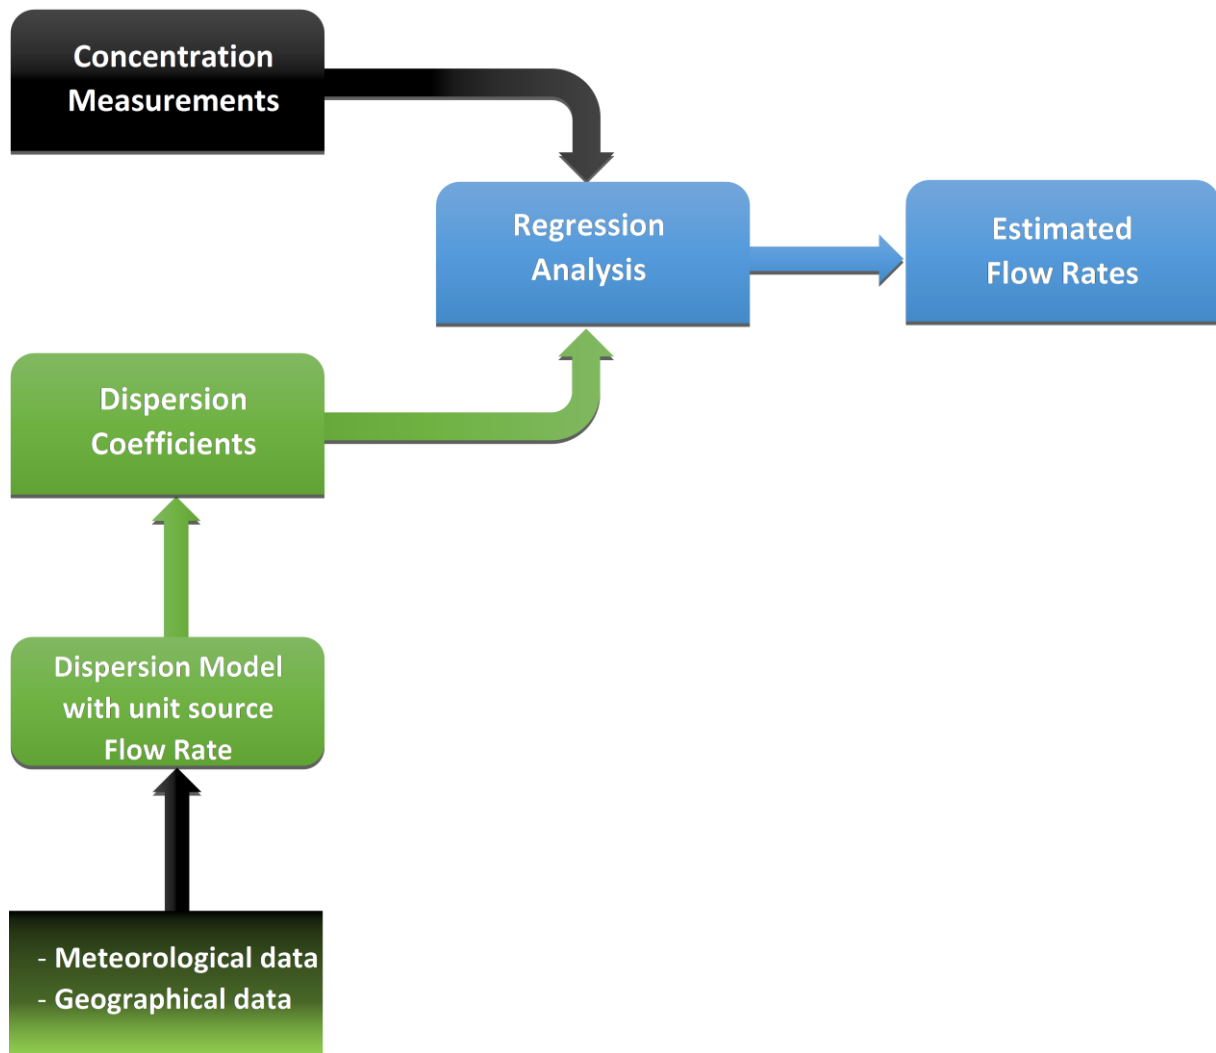 Concentration
Measurements
Regression
Analysis
Estimated
Flow Rates
Dispersion
Coefficients
Dispersion Model
with unit source
Flow Rate
- Meteorological data
- Geographical data